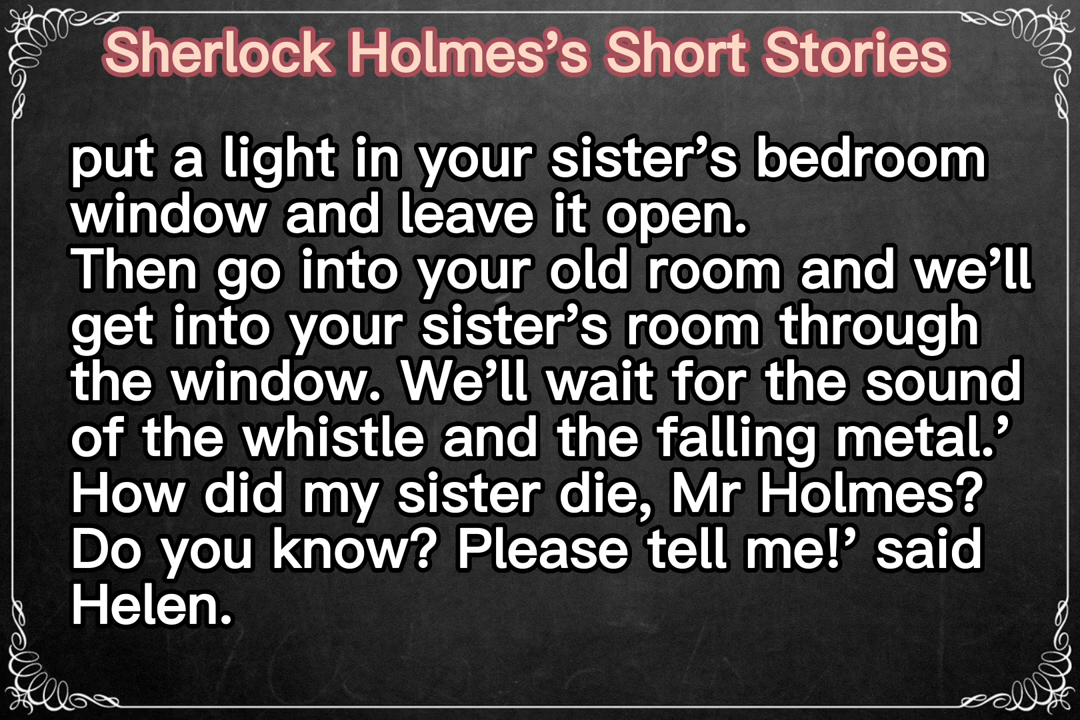 Sherlock Holmes’s Short Stories
put a light in your sister’s bedroom
window and leave it open.
Then go into your old room and we’ll
get into your sister’s room through
the window. We’ll wait for the sound
of the whistle and the falling metal.’
How did my sister die, Mr Holmes?
Do you know? Please tell me!’ said
Helen.